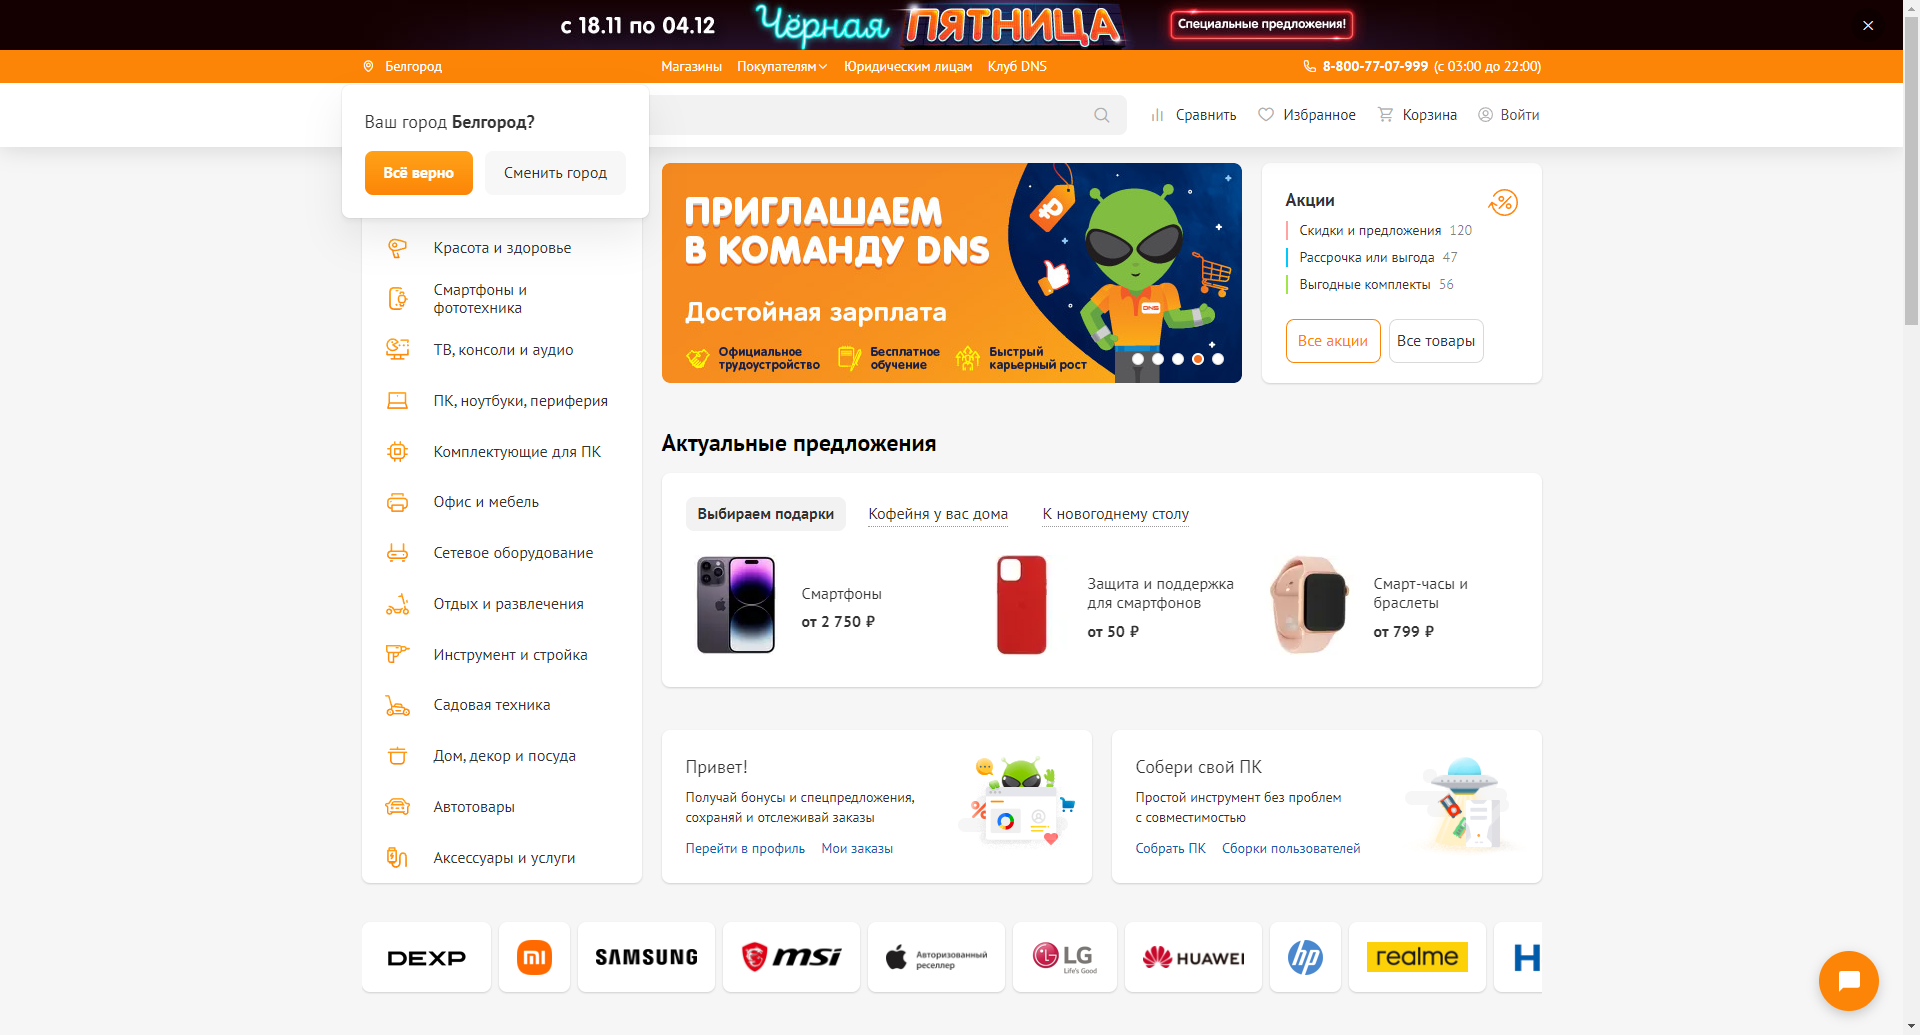 с 18.11 по 04.12
Чёрная ПЯТНИЦА
Специальные предложения!
Белгород
Магазины Покупателям Юридическим лицам Клуб DNS
8-800-77-07-999 (с 03:00 до 22:00)
Ваш город Белгород?
Всё верно
Сменить город
Сравнить
Избранное
Корзина
Войти
Красота и здоровье
Смартфоны и
фототехника
ТВ, консоли и аудио
ПК, ноутбуки, периферия
Комплектующие для ПК
Офис и мебель
Сетевое оборудование
Отдых и развлечения
Инструмент и стройка
Садовая техника
Дом, декор и посуда
Автотовары
Аксессуары и услуги
ПРИГЛАШАЕМ
В КОМАНДУ DNS
Достойная зарплата
Официальное
трудоустройство
Бесплатное
обучение
Быстрый
карьерный рост
DNS
Акции
Скидки и предложения 120
Рассрочка или выгода 47
Выгодные комплекты 56
Все акции
Все товары
Актуальные предложения
Выбираем подарки
Кофейня у вас дома
К новогоднему столу
Смартфоны
от 2 750 ₽
Защита и поддержка
для смартфонов
от 50 ₽
Смарт-часы и
браслеты
от 799 ₽
Привет!
Получай бонусы и спецпредложения,
сохраняй и отслеживай заказы
Перейти в профиль Мои заказы
Собери свой ПК
Простой инструмент без проблем
с совместимостью
Собрать ПК Сборки пользователей
DEXP
mi
SAMSUNG
msi
Авторизованный
реселлер
LG
Life's Good
HUAWEI
hp
realme
H